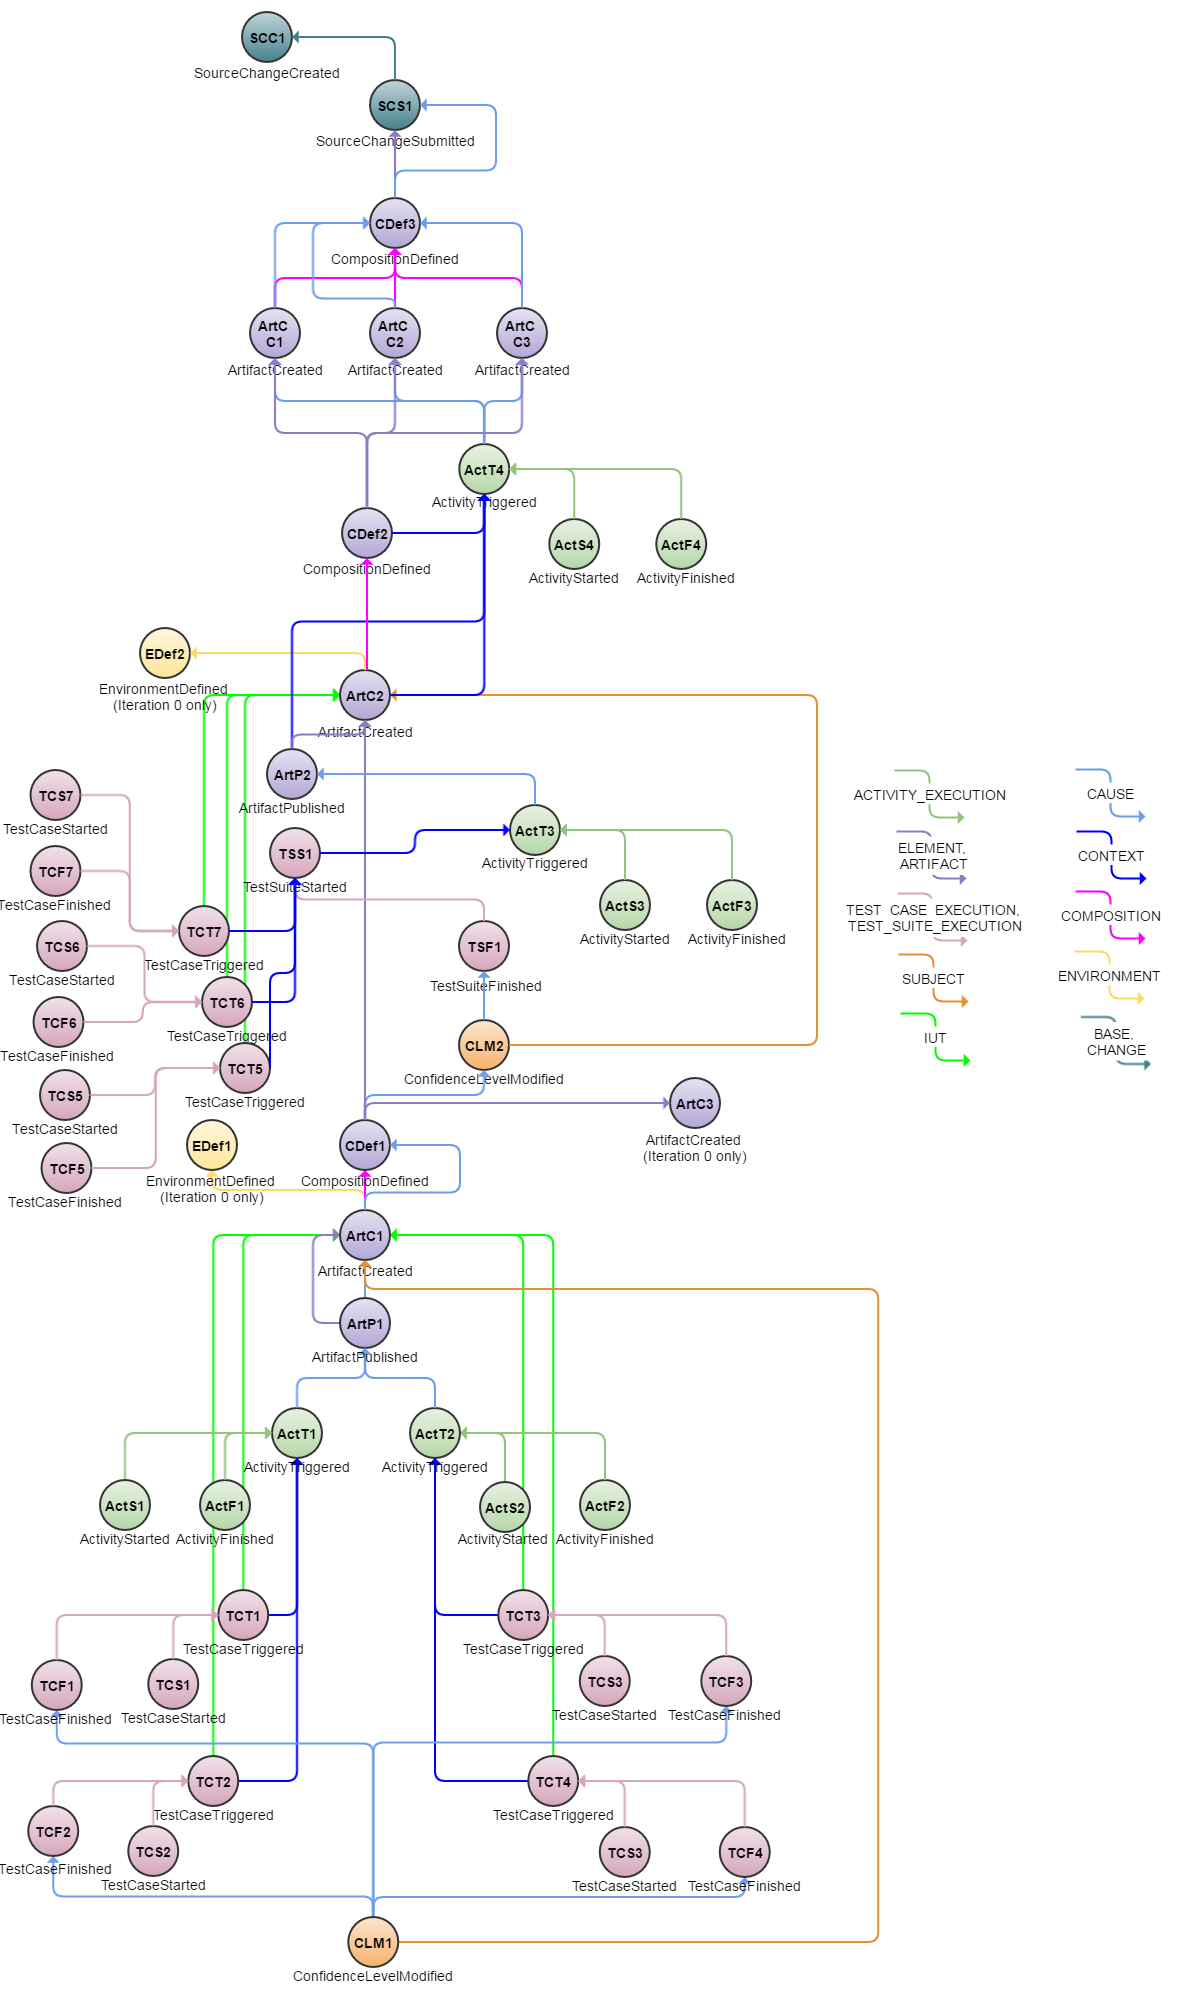 SCC1
SourceChangeCreated
SCS1
SourceChangeSubmitted
CDef3
CompositionDefined
ArtC
C1
ArtifactCreated
ArtC
C2
ArtifactCreated
ArtC
C3
ArtifactCreated
ActT4
ActivityTriggered
CDef2
CompositionDefined
ActS4
ActivityStarted
ActF4
ActivityFinished
EDef2
EnvironmentDefined
(Iteration 0 only)
ArtC2
ArtifactCreated
ArtP2
ArtifactPublished
TCS7
TestCaseStarted
ActT3
ActivityTriggered
TSS1
TestSuiteStarted
TCF7
TestCaseFinished
ActS3
ActivityStarted
ActF3
ActivityFinished
TCT7
TestCaseTriggered
TCS6
TestCaseStarted
TSF1
TestSuiteFinished
TCT6
TestCaseTriggered
TCF6
TestCaseFinished
CLM2
ConfidenceLevelModified
TCT5
TestCaseTriggered
TCS5
TestCaseStarted
ArtC3
ArtifactCreated
(Iteration 0 only)
TCF5
TestCaseFinished
EDef1
EnvironmentDefined
(Iteration 0 only)
CDef1
CompositionDefined
ACTIVITY_EXECUTION
CAUSE
ELEMENT,
ARTIFACT
CONTEXT
TEST_CASE_EXECUTION,
TEST_SUITE_EXECUTION
COMPOSITION
SUBJECT
ENVIRONMENT
IUT
BASE,
CHANGE
ArtC1
ArtifactCreated
ArtP1
ArtifactPublished
ActT1
ActivityTriggered
ActT2
ActivityTriggered
ActS1
ActivityStarted
ActF1
ActivityFinished
ActS2
ActivityStarted
ActF2
ActivityFinished
TCT1
TestCaseTriggered
TCT3
TestCaseTriggered
TCF1
TestCaseFinished
TCS1
TestCaseStarted
TCS3
TestCaseStarted
TCF3
TestCaseFinished
TCT2
TestCaseTriggered
TCT4
TestCaseTriggered
TCF2
TestCaseFinished
TCS2
TestCaseStarted
TCS3
TestCaseStarted
TCF4
TestCaseFinished
CLM1
ConfidenceLevelModified